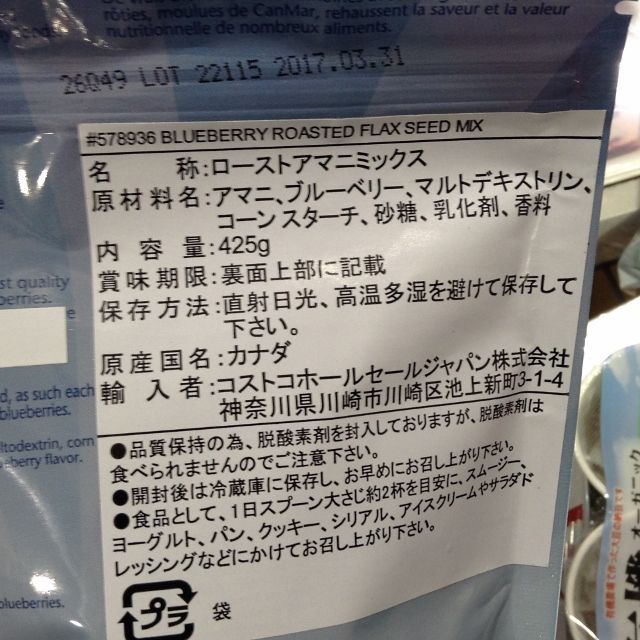 rôties, moulues de CanMar, rehaussent la saveur et la valeur
nutritionnelle de nombreux aliments.
26Q49 LOT 22115 2017.03.31
#578936 BLUEBERRY ROASTED FLAX SEED MIX
名 称:ローストアマニミックス
原材料名:アマニ、ブルーベリー、マルトデキストリン、
コーンスターチ、砂糖、乳化剤、香料
内容量:425g
賞味期限:裏面上部に記載
保存方法:直射日光、高温多湿を避けて保存して
下さい。
原産国名:カナダ
輸入者:コストコホールセールジャパン株式会社
神奈川県川崎市川崎区池上新町3-1-4
●品質保持の為、脱酸素剤を封入しておりますが、脱酸素剤は
食べられませんのでご注意下さい。
●開封後は冷蔵庫に保存し、お早めにお召し上がり下さい。
●食品として、1日スプーン大さじ約2杯を目安に、スムージー、
ヨーグルト、パン、クッキー、シリアル、アイスクリームやサラダド
レッシングなどにかけてお召し上がり下さい。
プラ 袋
st quality
berries.
d, as such each
blueberries.
ltodextrin, corn
eberry flavor.
blueberries.